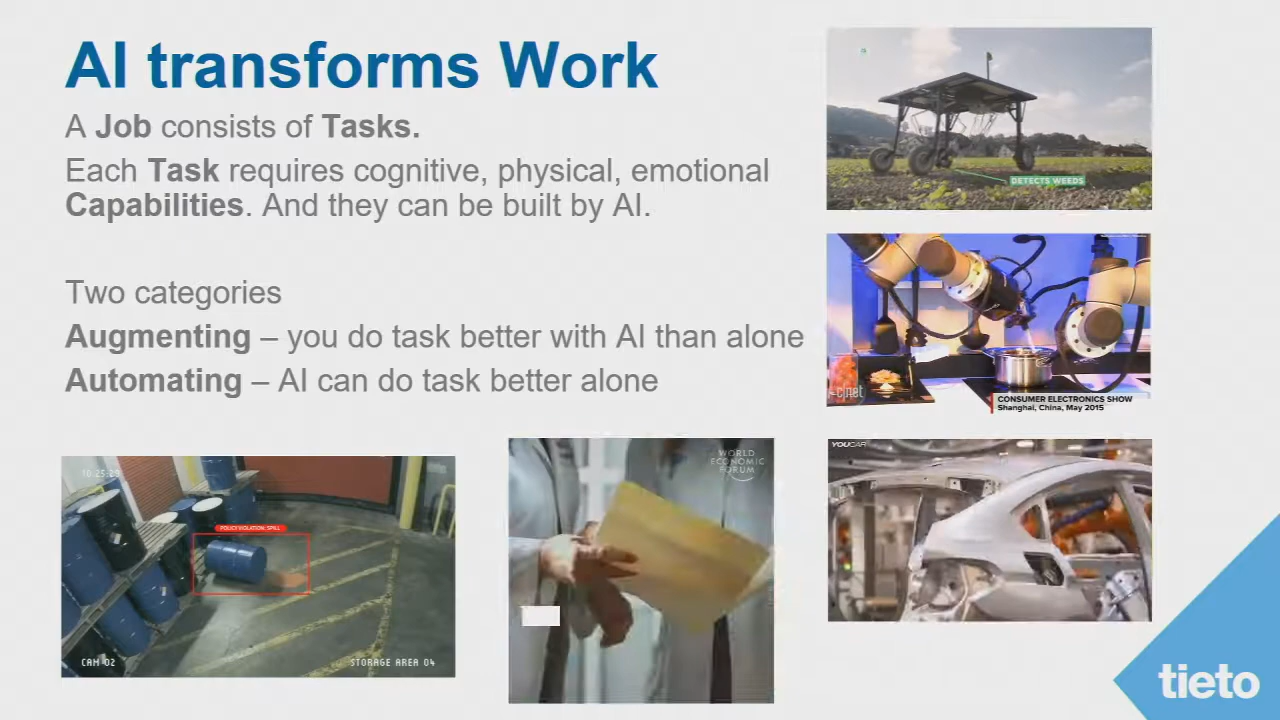 AI transforms Work
A Job consists of Tasks.
Each Task requires cognitive, physical, emotional
Capabilities. And they can be built by AI.
Two categories
Augmenting – you do task better with AI than alone
Automating – AI can do task better alone
DETECTS WEEDS
c|net
CONSUMER ELECTRONICS SHOW
Shanghai, China, May 2015
POLICY VIOLATION: SPILL
CAM-02
STORAGE AREA 04
WORLD
ECONOMIC
FORUM
YOUCAR
tieto